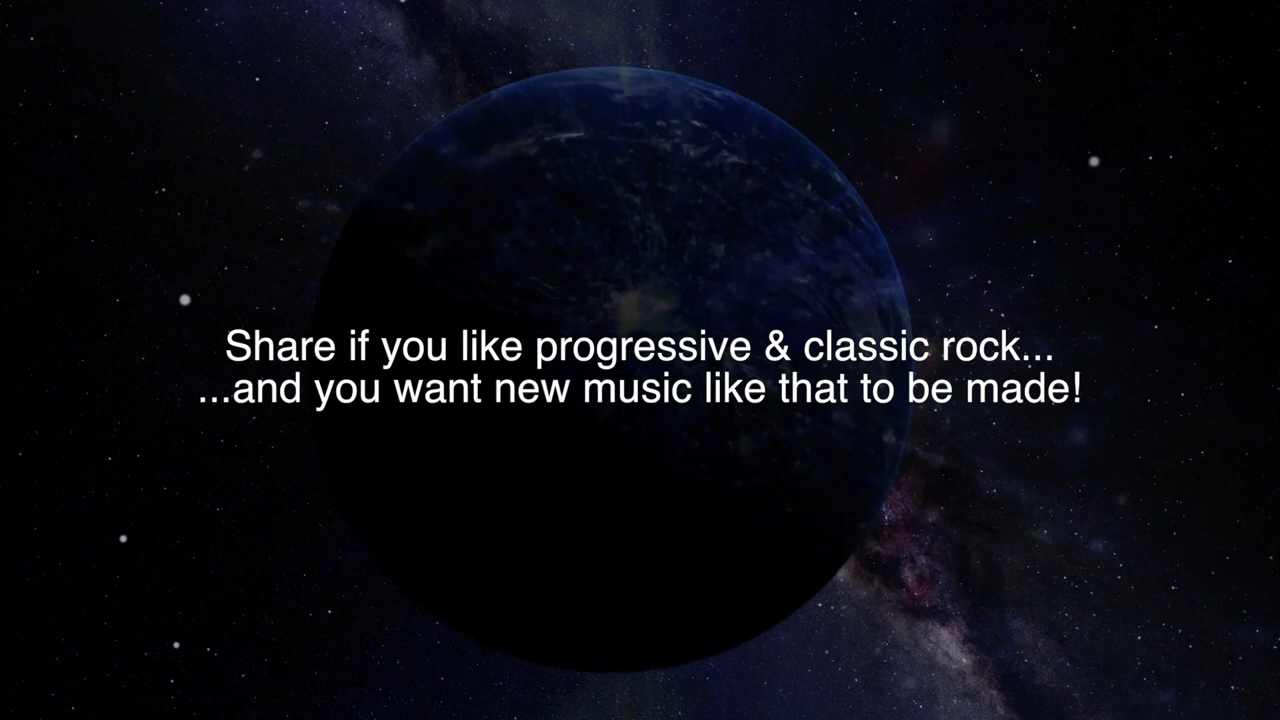 Share if you like progressive & classic rock...
...and you want new music like that to be made!